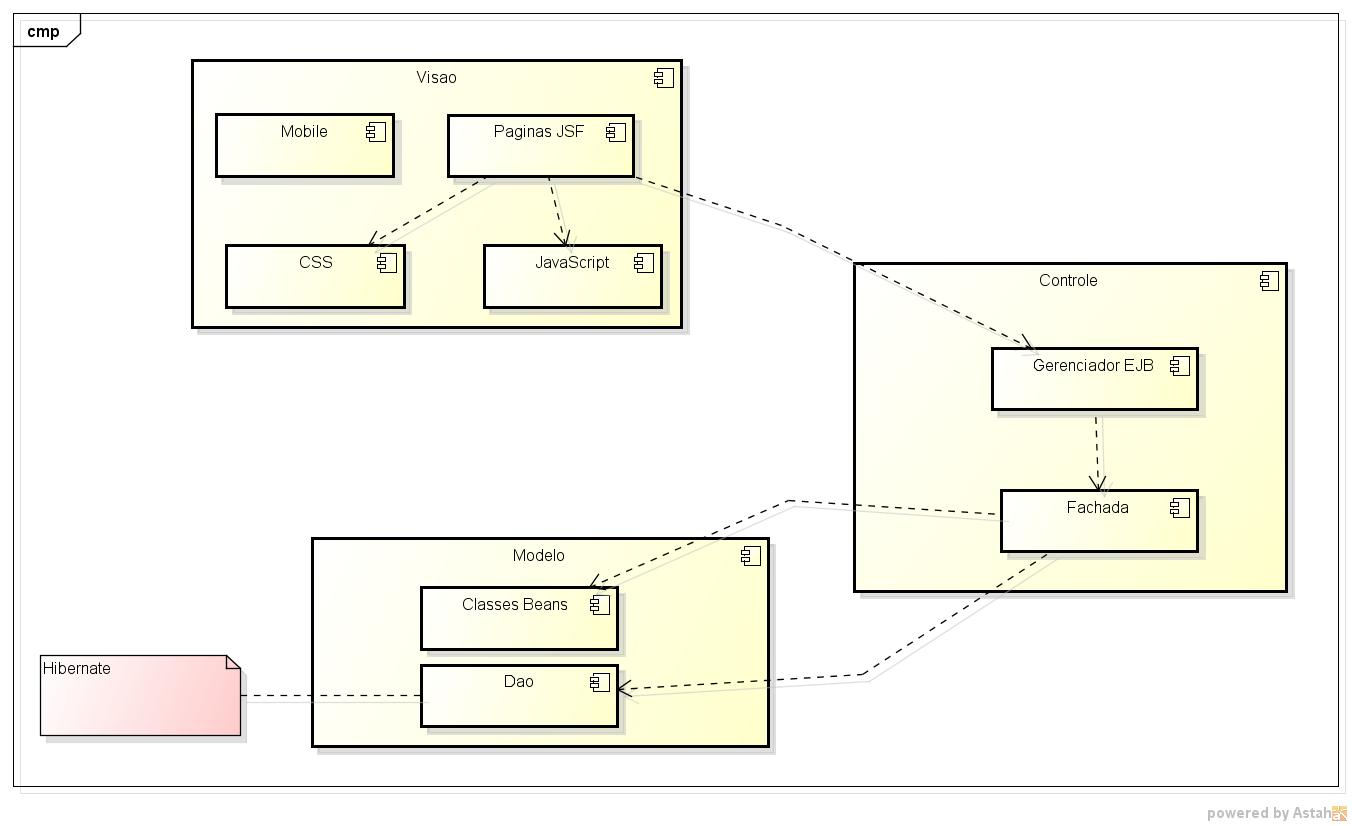 cmp
Visao
Mobile
Paginas JSF
CSS
JavaScript
Controle
Gerenciador EJB
Fachada
Modelo
Classes Beans
Hibernate
Dao
powered by Astah